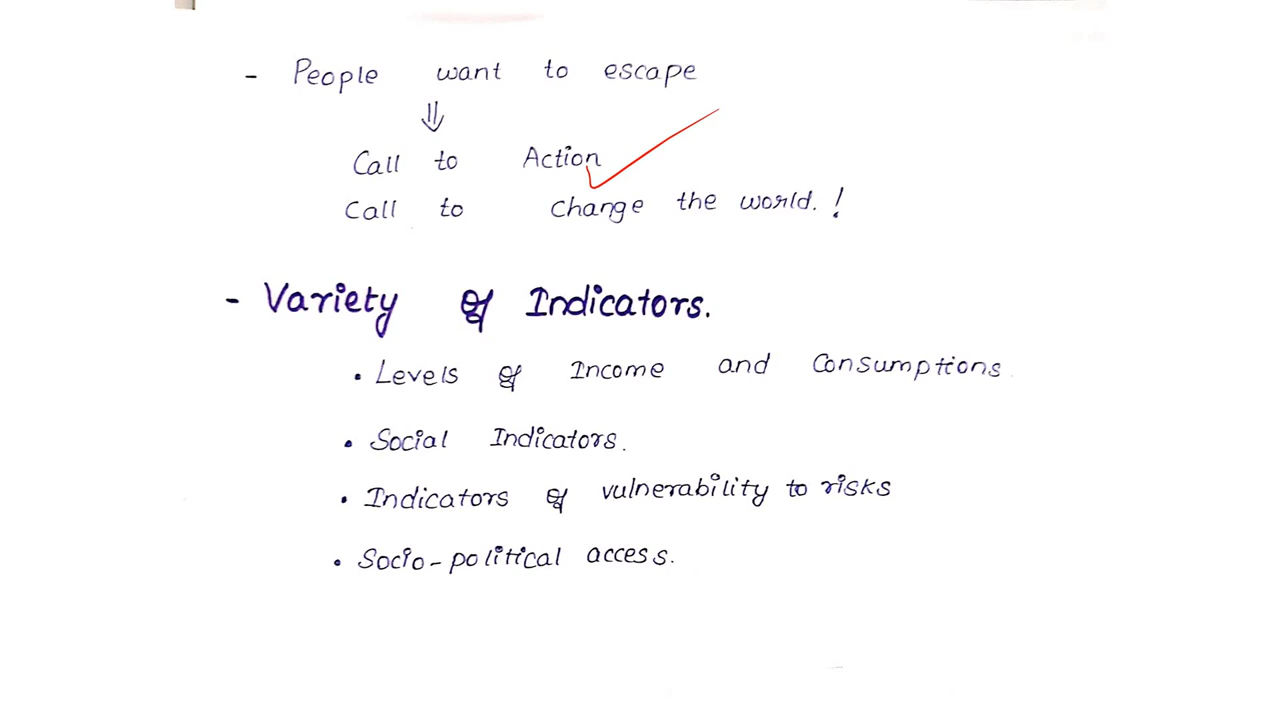 - People want to escape
⇓
Call to Action
Call to change the world. !
- Variety of Indicators.
• Levels of Income and Consumptions
• Social Indicators.
• Indicators of vulnerability to risks
• Socio-political access.